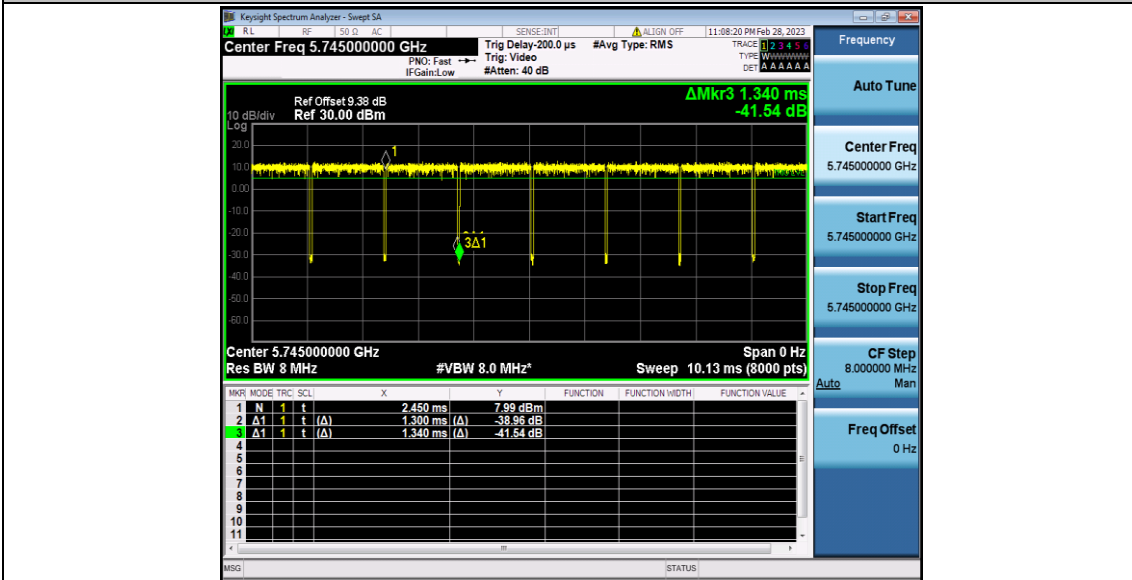 Keysight Spectrum Analyzer - Swept SA
RL RF 50 Ω AC SENSE:INT ALIGN OFF 11:08:20 PM Feb 28, 2023
Center Freq 5.745000000 GHz
PNO: Fast
IFGain:Low
Trig Delay-200.0 µs
Trig: Video
#Atten: 40 dB
#Avg Type: RMS
TRACE 1 2 3 4 5 6
TYPE WWWWWW
DET A A A A A A
Frequency
Auto Tune
Center Freq
5.745000000 GHz
Start Freq
5.745000000 GHz
Stop Freq
5.745000000 GHz
CF Step
8.000000 MHz
Auto Man
Freq Offset
0 Hz
ΔMkr3 1.340 ms
-41.54 dB
Ref Offset 9.38 dB
10 dB/div Ref 30.00 dBm
Log
20.0
10.0
0.00
-10.0
-20.0
-30.0
-40.0
-50.0
-60.0
1
3Δ1
Center 5.745000000 GHz Span 0 Hz
Res BW 8 MHz #VBW 8.0 MHz* Sweep 10.13 ms (8000 pts)
MKR MODE TRC SCL X Y FUNCTION FUNCTION WIDTH FUNCTION VALUE
1 N 1 t 2.450 ms 7.99 dBm
2 Δ1 1 t (Δ) 1.300 ms (Δ) -38.96 dB
3 Δ1 1 t (Δ) 1.340 ms (Δ) -41.54 dB
4
5
6
7
8
9
10
11
MSG STATUS